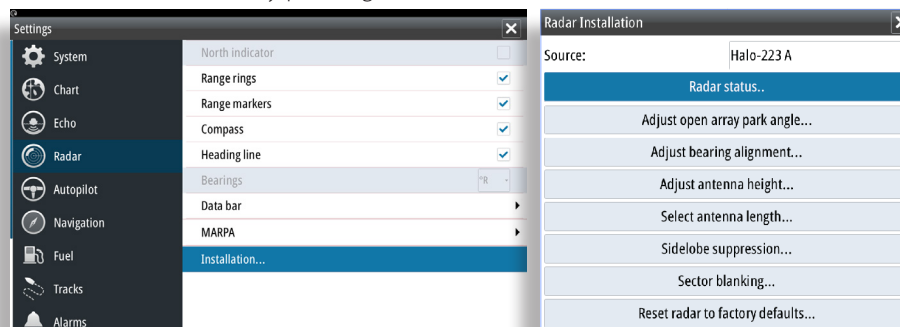 Settings
System
Chart
Echo
Radar
Autopilot
Navigation
Fuel
Tracks
Alarms
North indicator
Range rings
Range markers
Compass
Heading line
Bearings °R
Data bar
MARPA
Installation...
Radar Installation
Source: Halo-223 A
Radar status..
Adjust open array park angle...
Adjust bearing alignment...
Adjust antenna height...
Select antenna length...
Sidelobe suppression...
Sector blanking...
Reset radar to factory defaults...